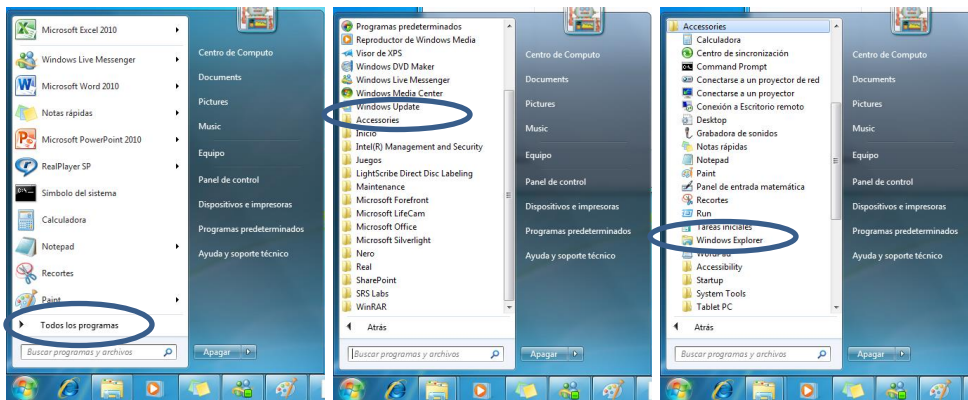 Microsoft Excel 2010
Windows Live Messenger
Microsoft Word 2010
Notas rápidas
Microsoft PowerPoint 2010
RealPlayer SP
Símbolo del sistema
Calculadora
Notepad
Recortes
Paint
Todos los programas
Buscar programas y archivos
Centro de Computo
Documents
Pictures
Music
Equipo
Panel de control
Dispositivos e impresoras
Programas predeterminados
Ayuda y soporte técnico
Apagar
Programas predeterminados
Reproductor de Windows Media
Visor de XPS
Windows DVD Maker
Windows Live Messenger
Windows Media Center
Windows Update
Accessories
Inicio
Intel(R) Management and Security
Juegos
LightScribe Direct Disc Labeling
Maintenance
Microsoft Forefront
Microsoft LifeCam
Microsoft Office
Microsoft Silverlight
Nero
Real
SharePoint
SRS Labs
WinRAR
Atrás
Buscar programas y archivos
Centro de Computo
Documents
Pictures
Music
Equipo
Panel de control
Dispositivos e impresoras
Programas predeterminados
Ayuda y soporte técnico
Apagar
Accessories
Calculadora
Centro de sincronización
Command Prompt
Conectarse a un proyector de red
Conectarse a un proyector
Conexión a Escritorio remoto
Desktop
Grabadora de sonidos
Notas rápidas
Notepad
Paint
Panel de entrada matemática
Recortes
Run
Tareas iniciales
Windows Explorer
WordPad
Accessibility
Startup
System Tools
Tablet PC
Atrás
Buscar programas y archivos
Centro de Computo
Documents
Pictures
Music
Equipo
Panel de control
Dispositivos e impresoras
Programas predeterminados
Ayuda y soporte técnico
Apagar